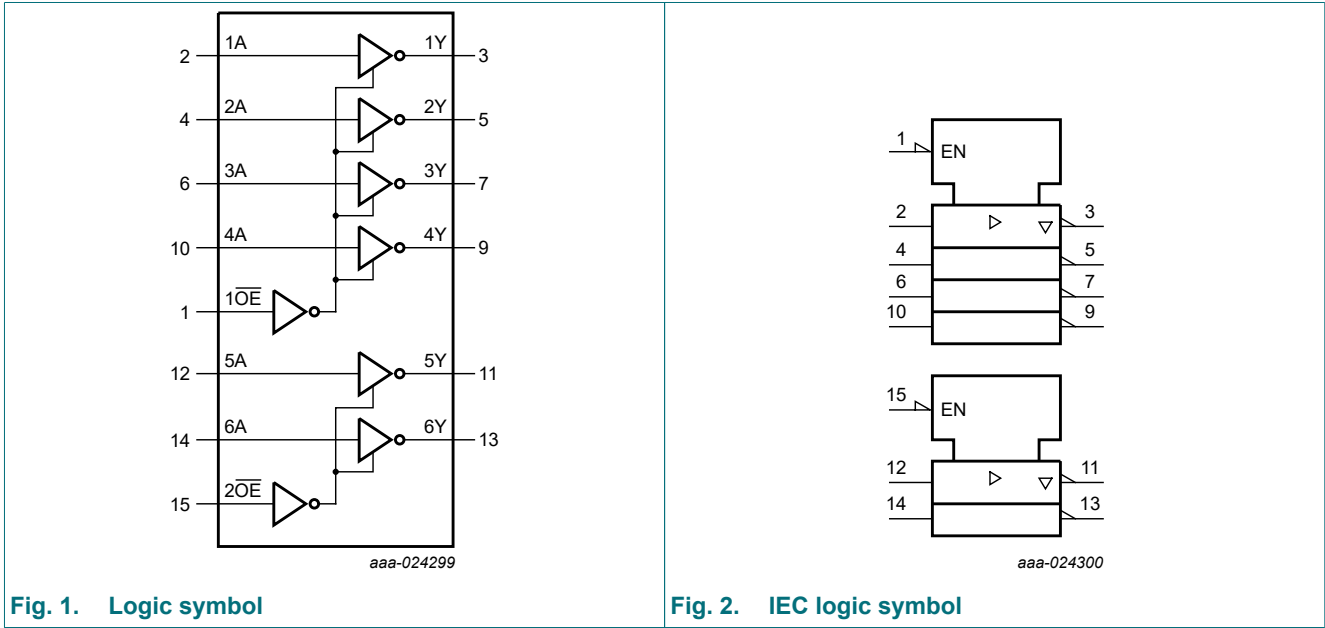 1A 1Y
2 3
2A 2Y
4 5
3A 3Y
6 7
4A 4Y
10 9
1OE
1
5A 5Y
12 11
6A 6Y
14 13
2OE
15
aaa-024299
Fig. 1. Logic symbol
1 EN
2 3
4 5
6 7
10 9
15 EN
12 11
14 13
aaa-024300
Fig. 2. IEC logic symbol